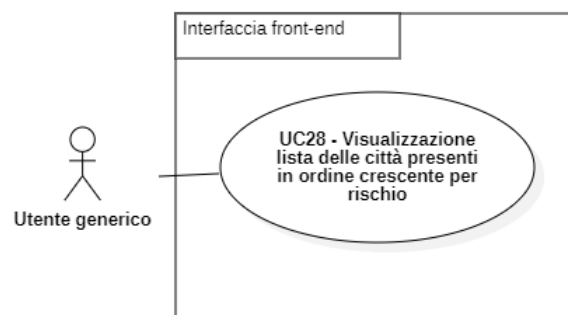 Interfaccia front-end
UC28 - Visualizzazione
lista delle città presenti
in ordine crescente per
rischio
Utente generico